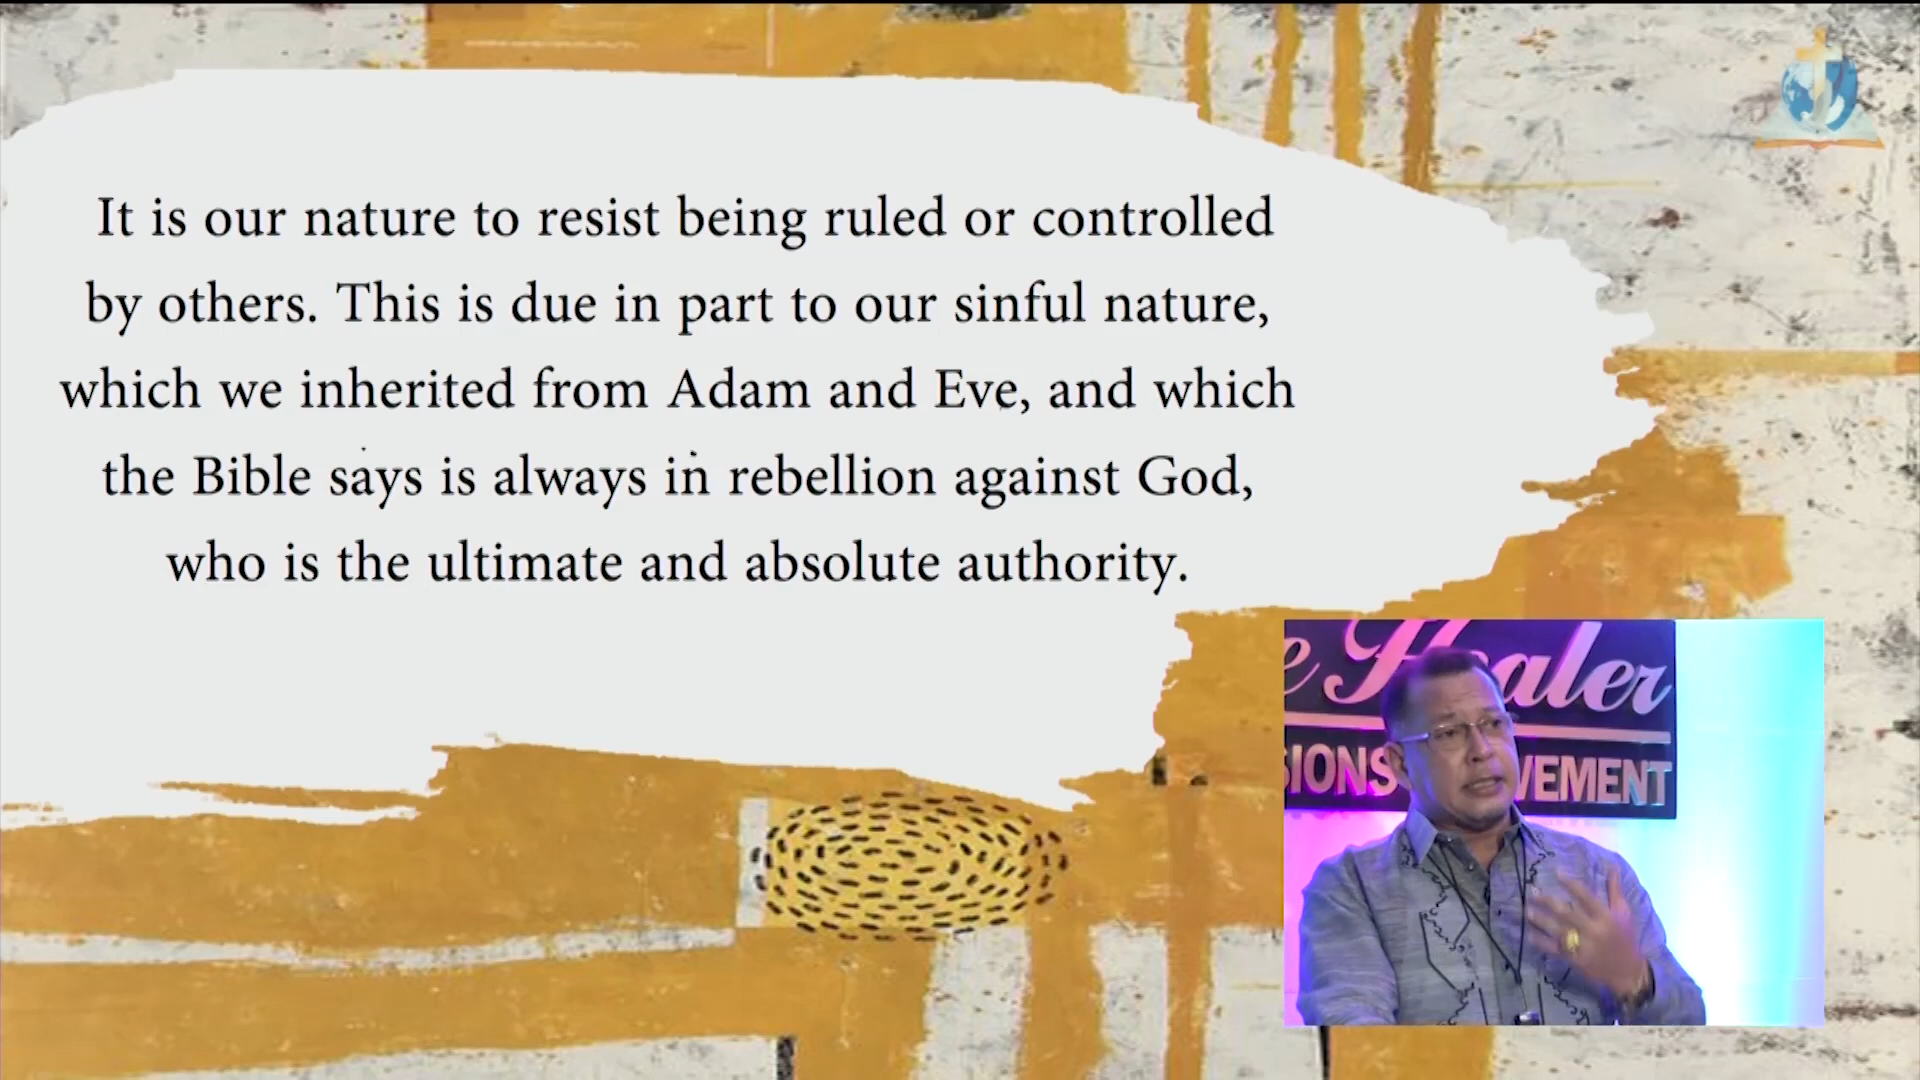 It is our nature to resist being ruled or controlled
by others. This is due in part to our sinful nature,
which we inherited from Adam and Eve, and which
the Bible says is always in rebellion against God,
who is the ultimate and absolute authority.
e Healer
SIONS VEMENT